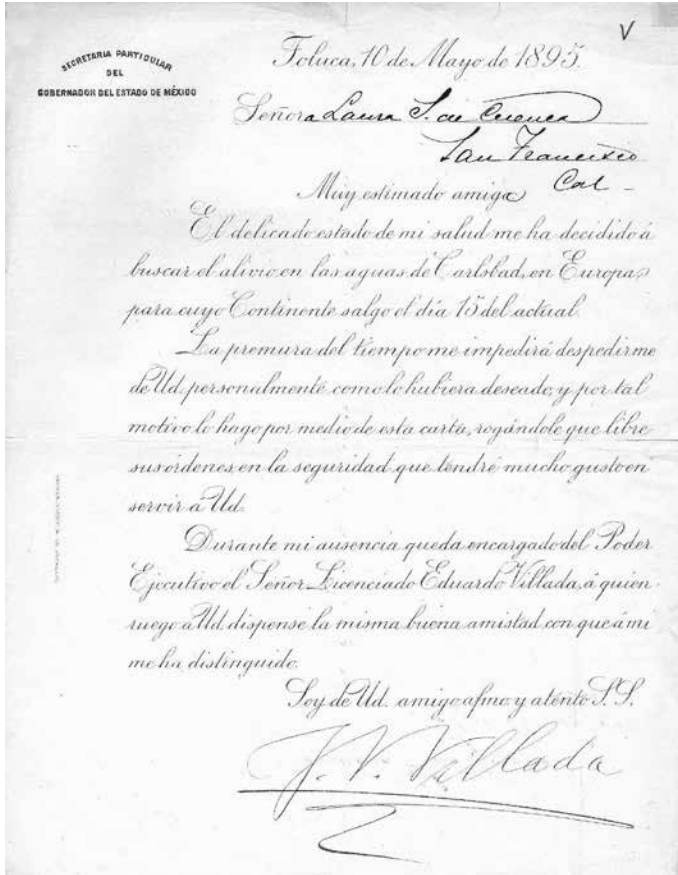 V
SECRETARIA PARTICULAR
DEL
GOBERNADOR DEL ESTADO DE MÉXICO
Toluca, 10 de Mayo de 1895.
Señora Laura S. de Cuenca
San Francisco
Cal -
Muy estimado amiga
El delicado estado de mi salud me ha decidido á
buscar el alivio en las aguas de Carlsbad, en Europa,
para cuyo Continente salgo el día 15 del actual.
La premura del tiempo me impedirá despedirme
de Ud. personalmente como lo hubiera deseado, y por tal
motivo lo hago por medio de esta carta, rogándole que libre
sus órdenes, en la seguridad que tendré mucho gusto en
servir á Ud.
Durante mi ausencia queda encargado del Poder
Ejecutivo el Señor Licenciado Eduardo Villada, á quien
ruego á Ud. dispense la misma buena amistad con que á mi
me ha distinguido.
Soy de Ud. amigo afmo. y atento S. S.
J. V. Villada